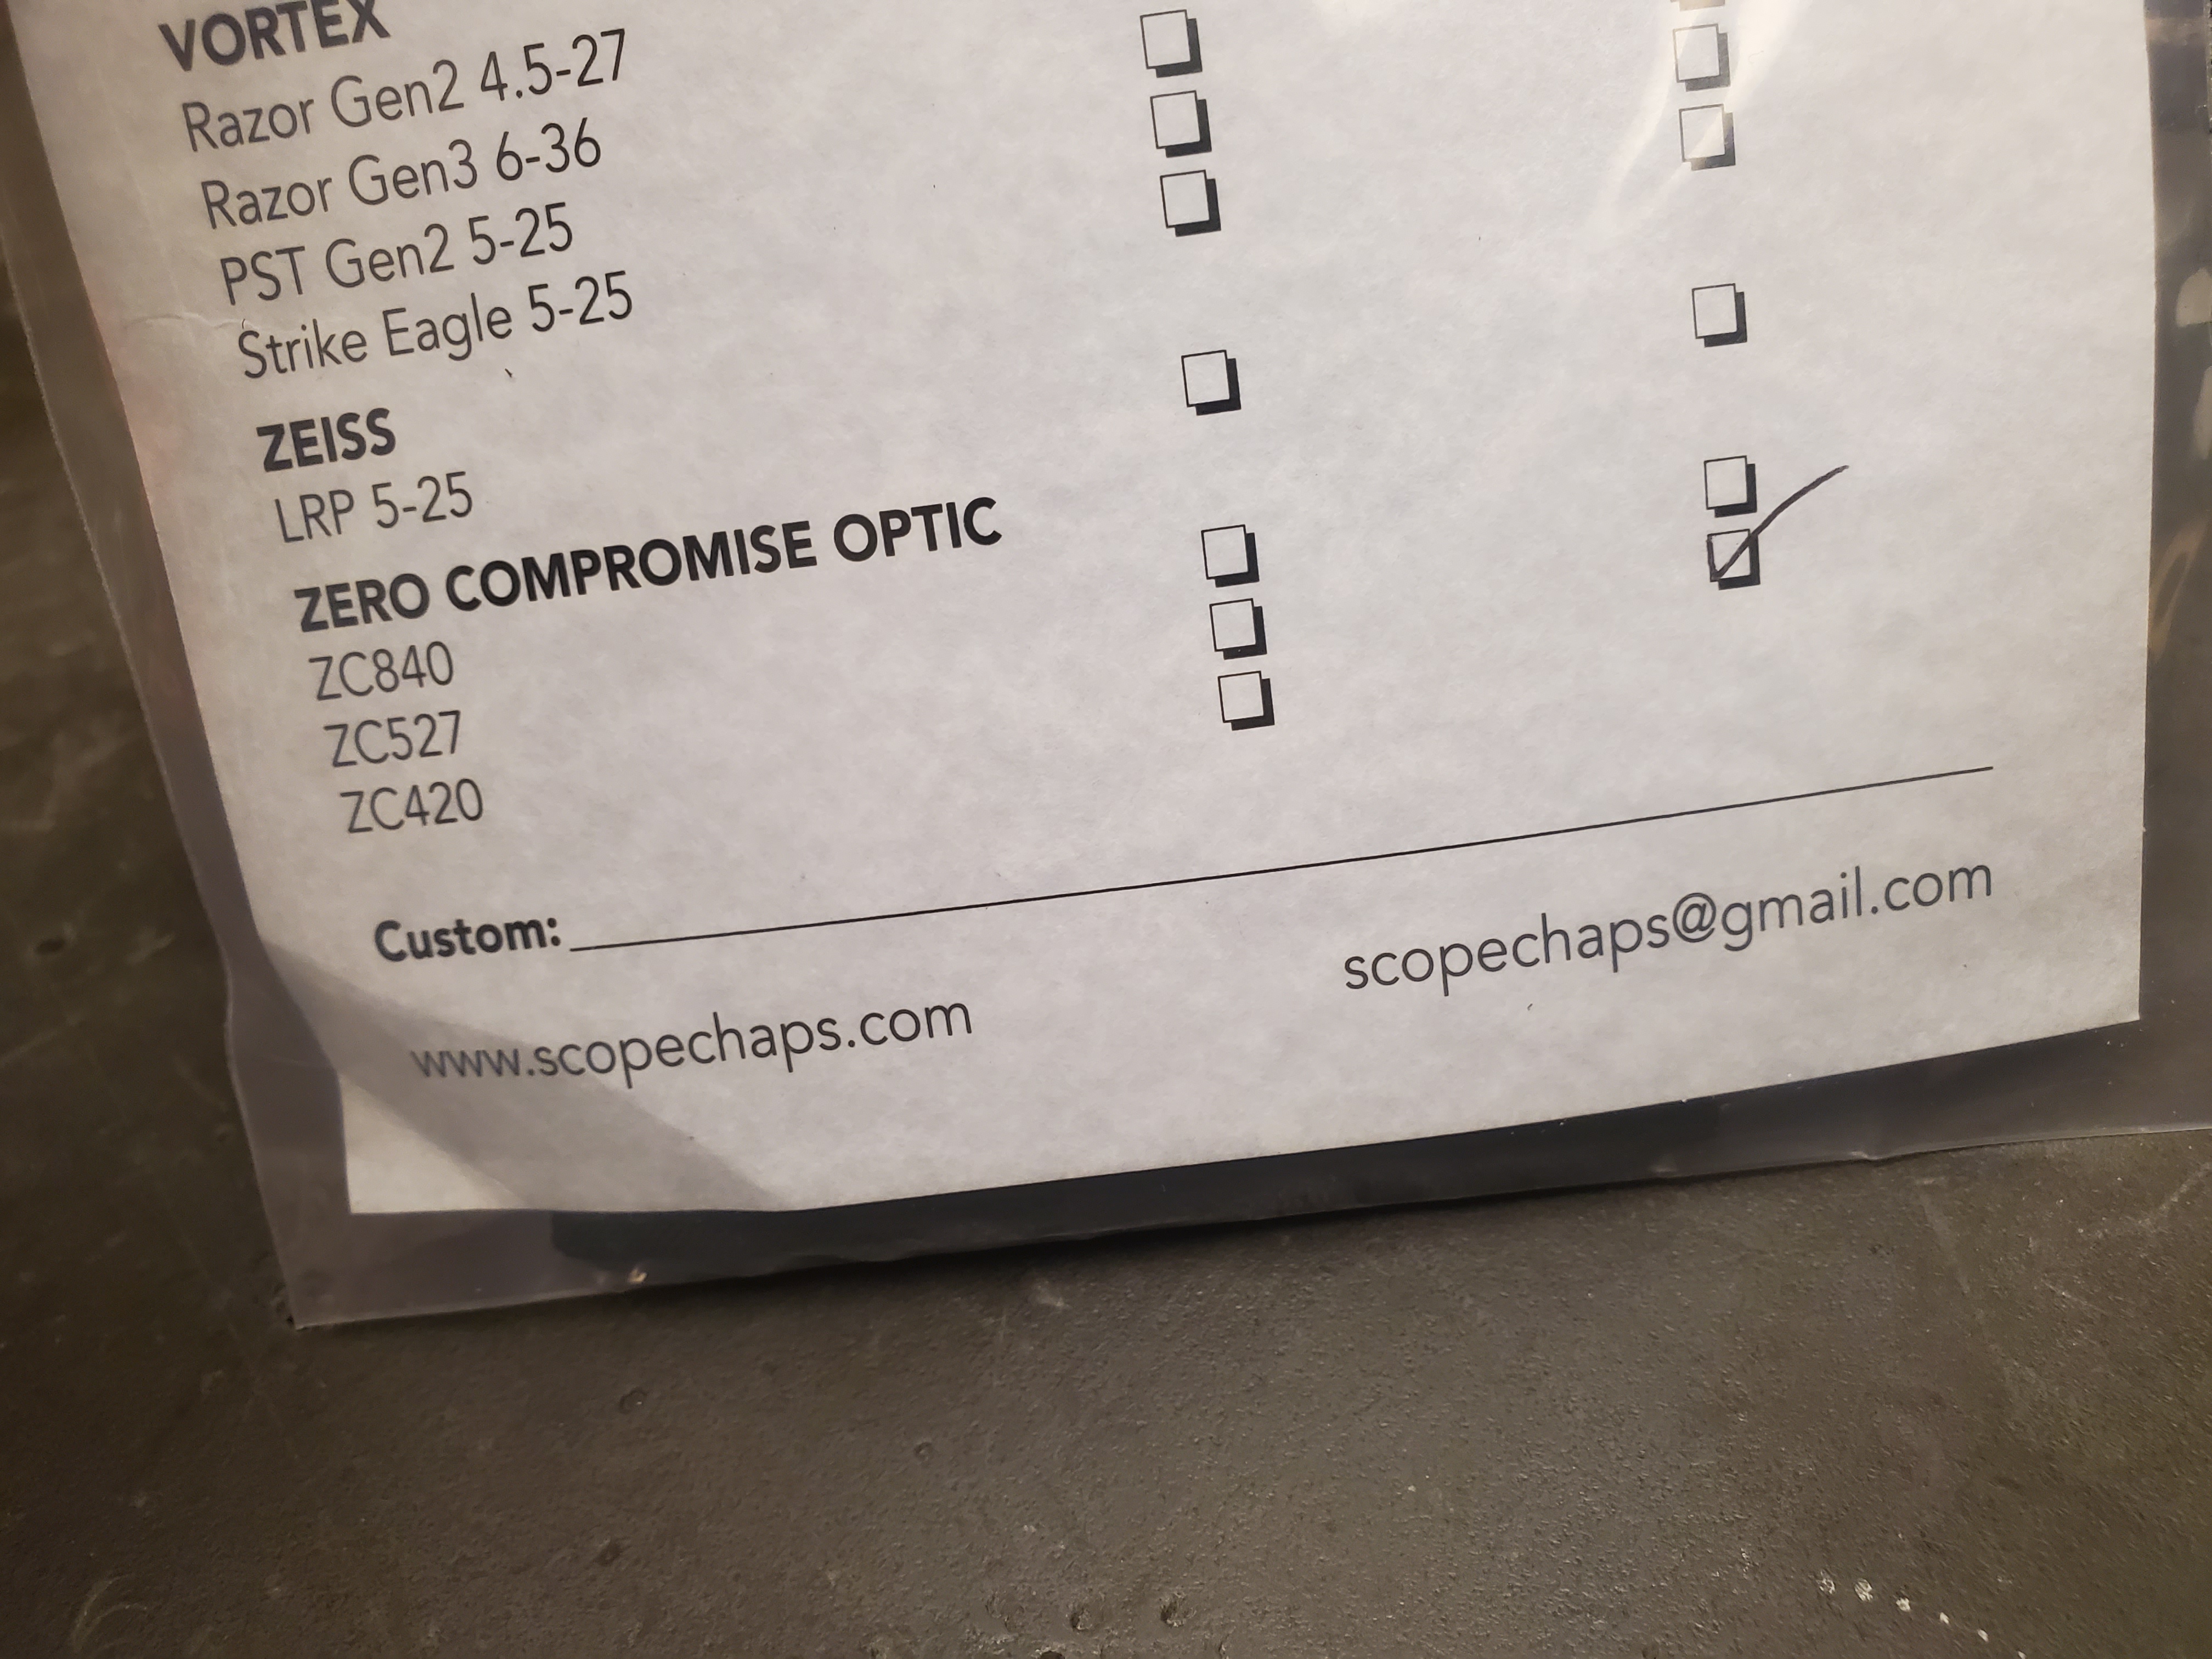 VORTEX
Razor Gen2 4.5-27
Razor Gen3 6-36
PST Gen2 5-25
Strike Eagle 5-25
ZEISS
LRP 5-25
ZERO COMPROMISE OPTIC
ZC840
ZC527
ZC420
Custom:
www.scopechaps.com
scopechaps@gmail.com